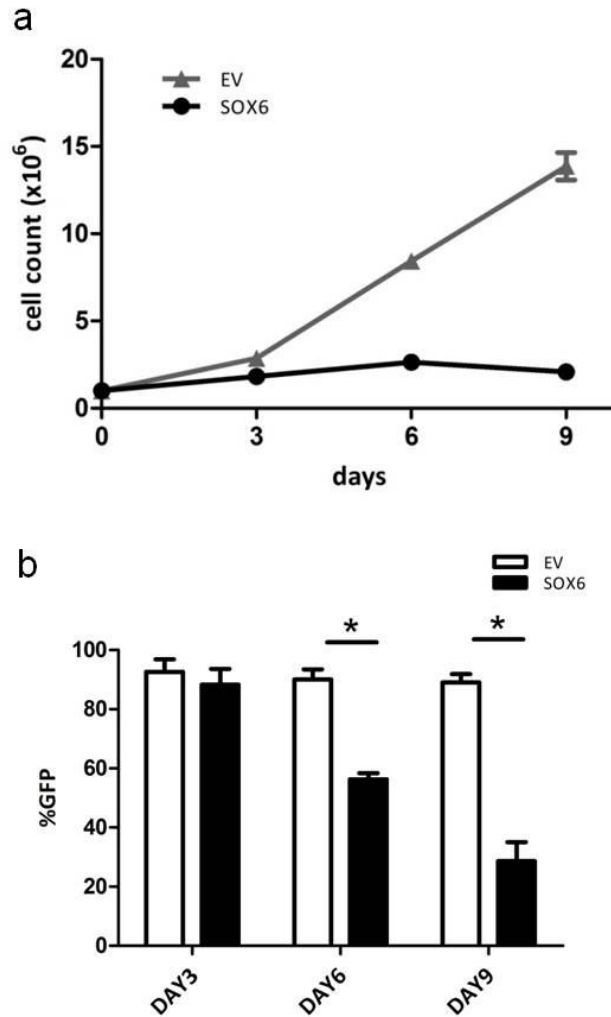 a
20
EV
SOX6
15
10
5
0
cell count (x10⁶)
0 3 6 9
days
b
EV
SOX6
* *
100
80
60
40
20
0
%GFP
DAY3 DAY6 DAY9